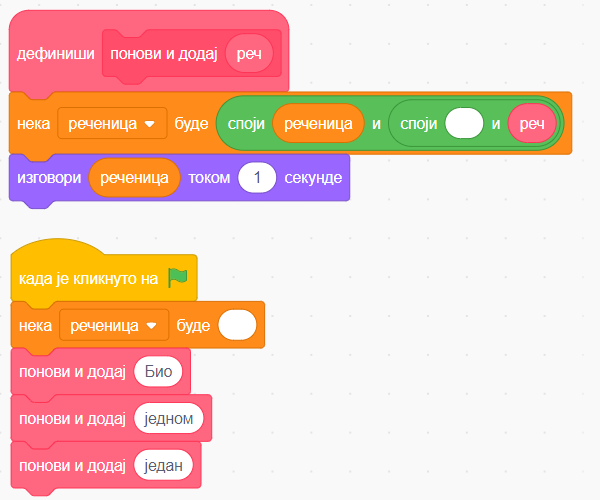 дефиниши понови и додај реч
нека реченица буде споји реченица и споји и реч
изговори реченица током 1 секунде
када је кликнуто на
нека реченица буде
понови и додај Био
понови и додај једном
понови и додај један